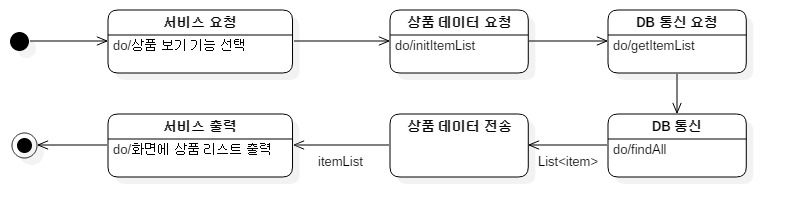 서비스 요청
do/상품 보기 기능 선택
상품 데이터 요청
do/initItemList
DB 통신 요청
do/getItemList
서비스 출력
do/화면에 상품 리스트 출력
itemList
상품 데이터 전송
List<item>
DB 통신
do/findAll